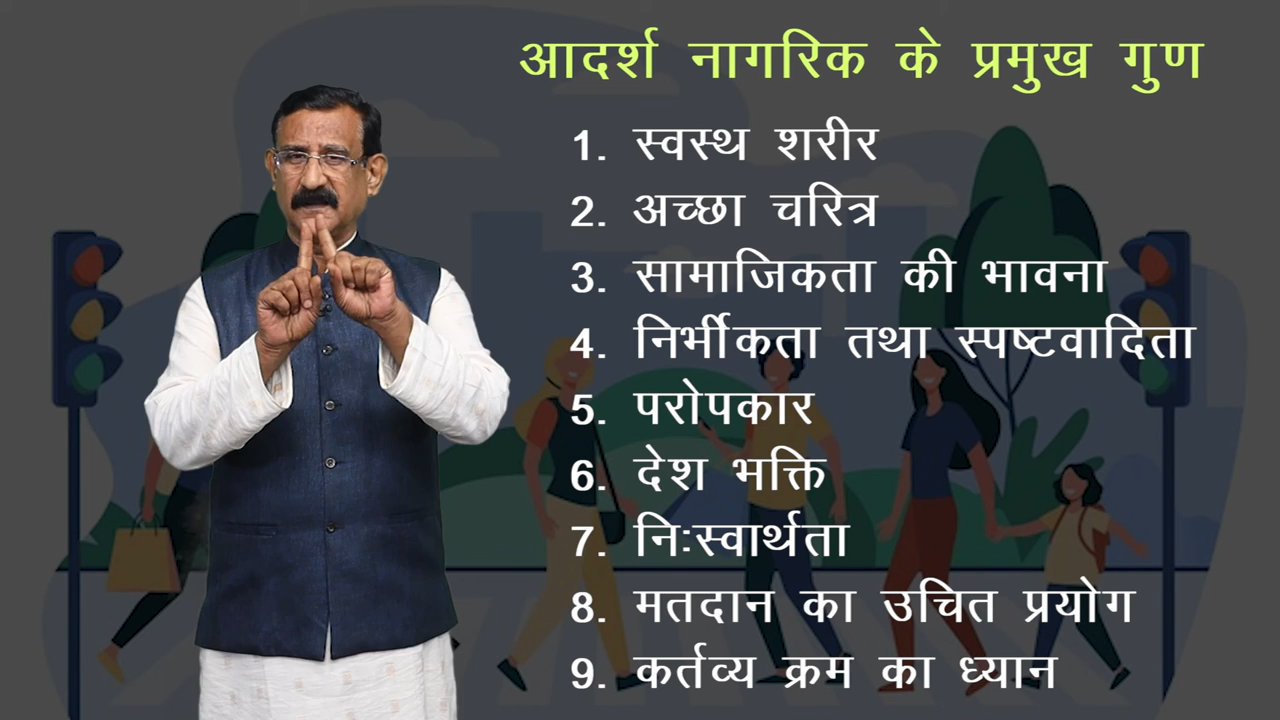 आदर्श नागरिक के प्रमुख गुण
1. स्वस्थ शरीर
2. अच्छा चरित्र
3. सामाजिकता की भावना
4. निर्भीकता तथा स्पष्टवादिता
5. परोपकार
6. देश भक्ति
7. निःस्वार्थता
8. मतदान का उचित प्रयोग
9. कर्तव्य क्रम का ध्यान